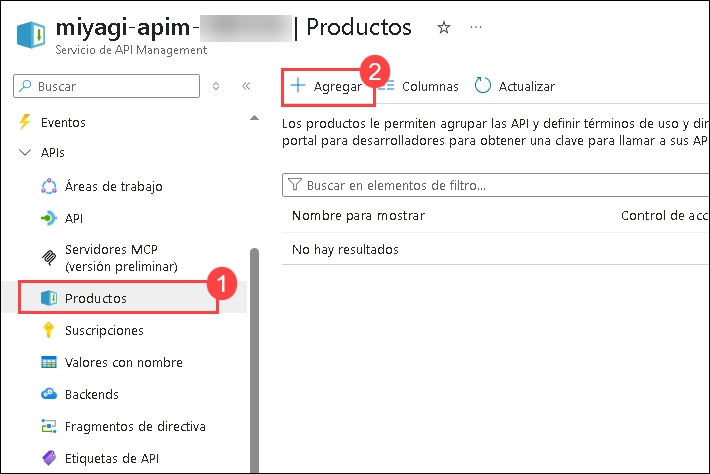 miyagi-apim- | Productos
Servicio de API Management
Buscar
Eventos
APIs
Áreas de trabajo
API
Servidores MCP
(versión preliminar)
1
Productos
Suscripciones
Valores con nombre
Backends
Fragmentos de directiva
Etiquetas de API
2
Agregar
Columnas
Actualizar
Los productos le permiten agrupar las API y definir términos de uso y dir
portal para desarrolladores para obtener una clave para llamar a sus AP
Buscar en elementos de filtro...
Nombre para mostrar
Control de acc
No hay resultados